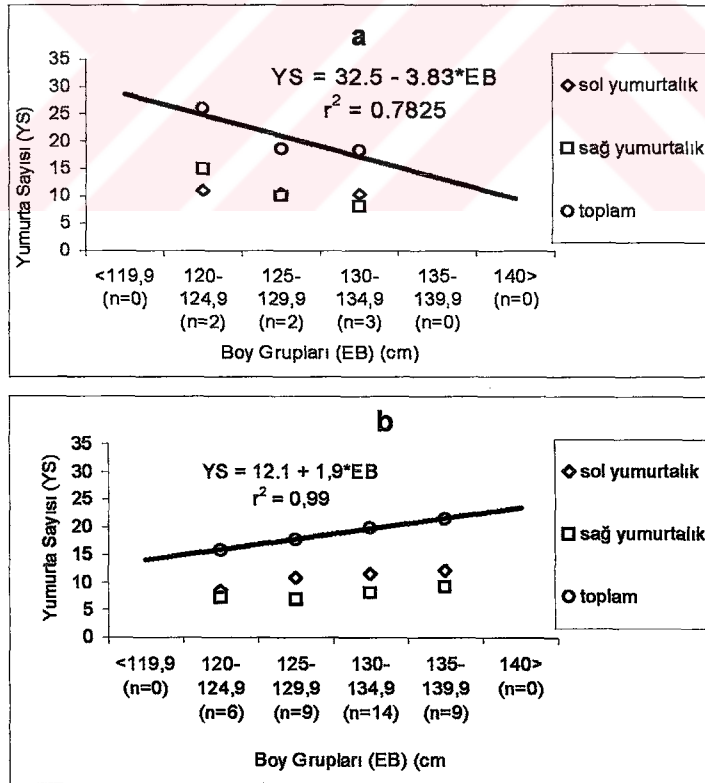 a
YS = 32.5 - 3.83*EB
r² = 0.7825
Yumurta Sayısı (YS)
35
30
25
20
15
10
5
0
<119,9 120- 125- 130- 135- 140>
(n=0) 124,9 129,9 134,9 139,9 (n=0)
(n=2) (n=2) (n=3) (n=0)
Boy Grupları (EB) (cm)
sol yumurtalık
sağ yumurtalık
toplam
b
YS = 12.1 + 1,9*EB
r² = 0,99
Yumurta Sayısı (YS)
35
30
25
20
15
10
5
0
<119,9 120- 125- 130- 135- 140>
(n=0) 124,9 129,9 134,9 139,9 (n=0)
(n=6) (n=9) (n=14) (n=9)
Boy Grupları (EB) (cm
sol yumurtalık
sağ yumurtalık
toplam